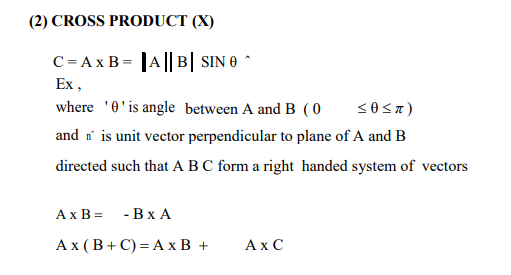 (2) CROSS PRODUCT (X)
C = A x B = |A||B| SIN θ ^
Ex ,
where 'θ' is angle between A and B ( 0 ≤ θ ≤ π )
and n^ is unit vector perpendicular to plane of A and B
directed such that A B C form a right handed system of vectors
A x B = - B x A
A x ( B + C) = A x B + A x C